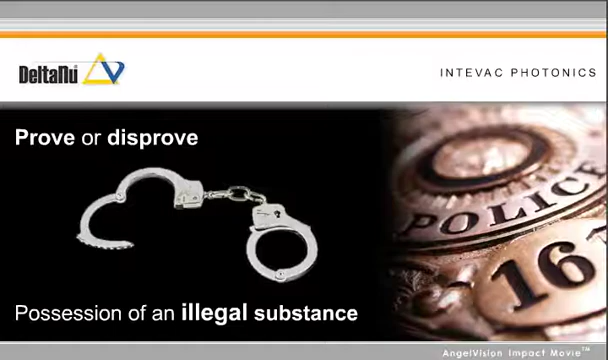 DeltaNu
INTEVAC PHOTONICS
Prove or disprove
POLICE
161
Possession of an illegal substance
AngelVision Impact Movie™